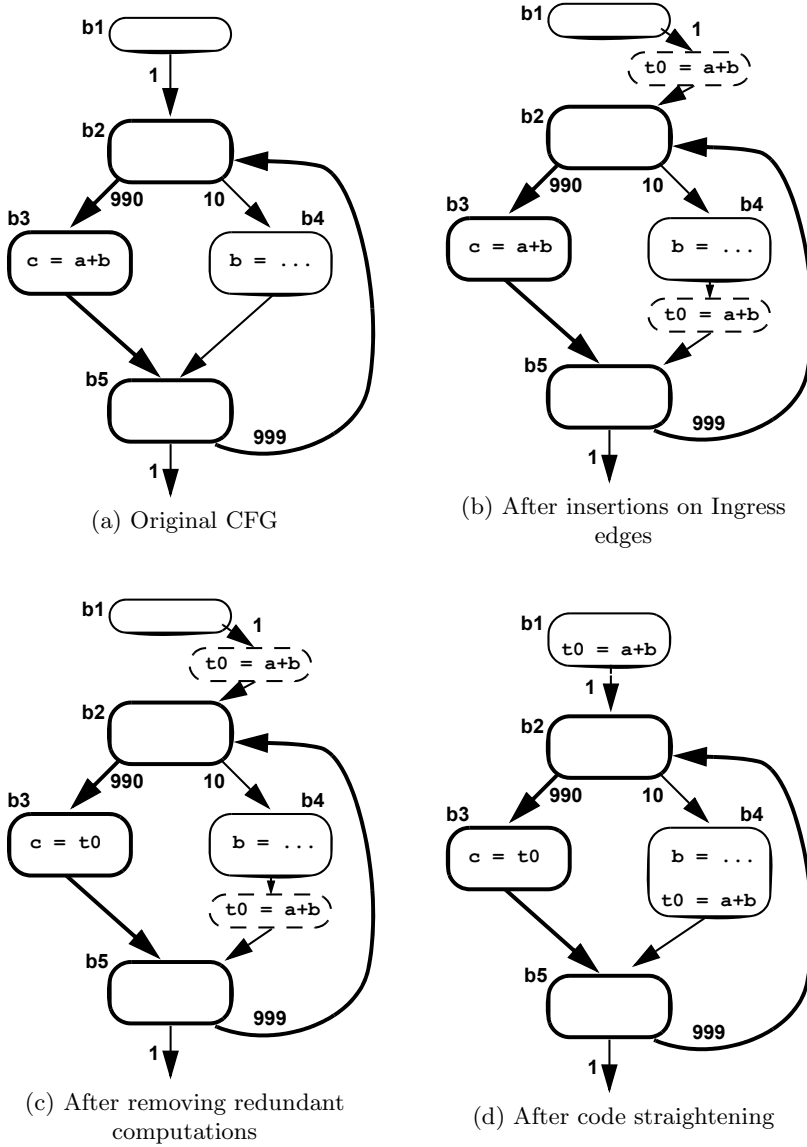 b1
1
b2
990 10
b3 b4
c = a+b b = ...
b5
999
1
(a) Original CFG
b1
1
t0 = a+b
b2
990 10
b3 b4
c = a+b b = ...
t0 = a+b
b5
999
1
(b) After insertions on Ingress
edges
b1
1
t0 = a+b
b2
990 10
b3 b4
c = t0 b = ...
t0 = a+b
b5
999
1
(c) After removing redundant
computations
b1
t0 = a+b
1
b2
990 10
b3 b4
c = t0 b = ...
t0 = a+b
b5
999
1
(d) After code straightening